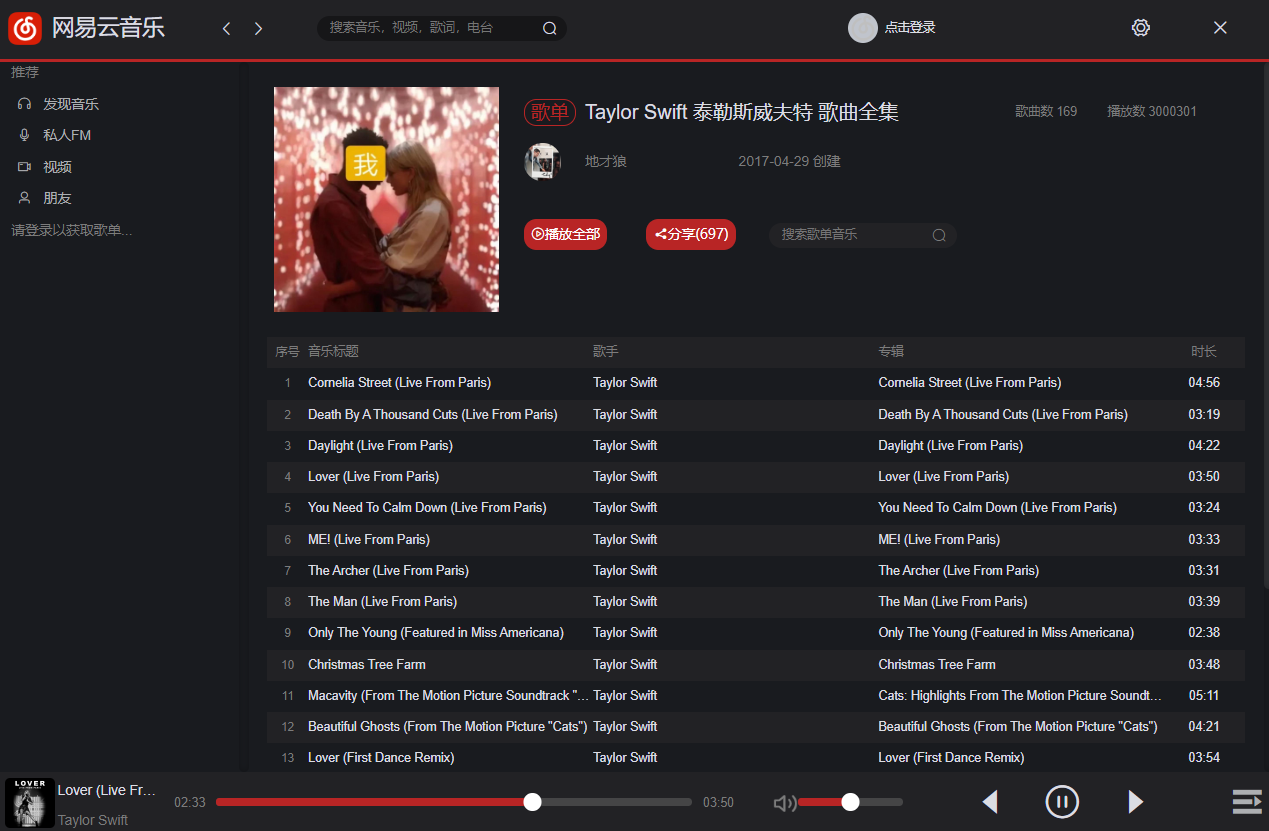 网易云音乐
搜索音乐，视频，歌词，电台
点击登录
推荐
发现音乐
私人FM
视频
朋友
请登录以获取歌单...
我
歌单 Taylor Swift 泰勒斯威夫特 歌曲全集 歌曲数 169 播放数 3000301
地才狼 2017-04-29 创建
播放全部 分享(697) 搜索歌单音乐
序号 音乐标题 歌手 专辑 时长
1 Cornelia Street (Live From Paris) Taylor Swift Cornelia Street (Live From Paris) 04:56
2 Death By A Thousand Cuts (Live From Paris) Taylor Swift Death By A Thousand Cuts (Live From Paris) 03:19
3 Daylight (Live From Paris) Taylor Swift Daylight (Live From Paris) 04:22
4 Lover (Live From Paris) Taylor Swift Lover (Live From Paris) 03:50
5 You Need To Calm Down (Live From Paris) Taylor Swift You Need To Calm Down (Live From Paris) 03:24
6 ME! (Live From Paris) Taylor Swift ME! (Live From Paris) 03:33
7 The Archer (Live From Paris) Taylor Swift The Archer (Live From Paris) 03:31
8 The Man (Live From Paris) Taylor Swift The Man (Live From Paris) 03:39
9 Only The Young (Featured in Miss Americana) Taylor Swift Only The Young (Featured in Miss Americana) 02:38
10 Christmas Tree Farm Taylor Swift Christmas Tree Farm 03:48
11 Macavity (From The Motion Picture Soundtrack "... Taylor Swift Cats: Highlights From The Motion Picture Soundt... 05:11
12 Beautiful Ghosts (From The Motion Picture "Cats") Taylor Swift Beautiful Ghosts (From The Motion Picture "Cats") 04:21
13 Lover (First Dance Remix) Taylor Swift Lover (First Dance Remix) 03:54
LOVER
Lover (Live Fr...
Taylor Swift
02:33 03:50